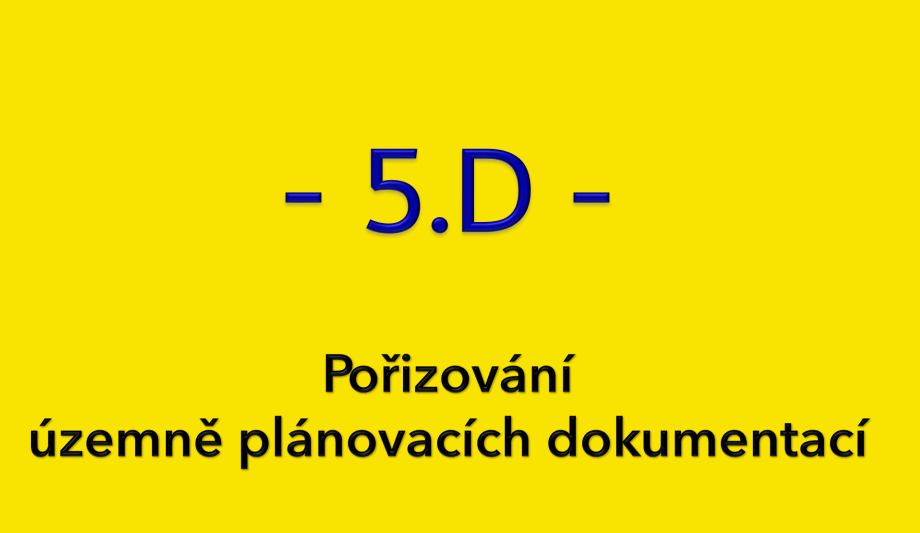 - 5.D -
Pořizování
územně plánovacích dokumentací